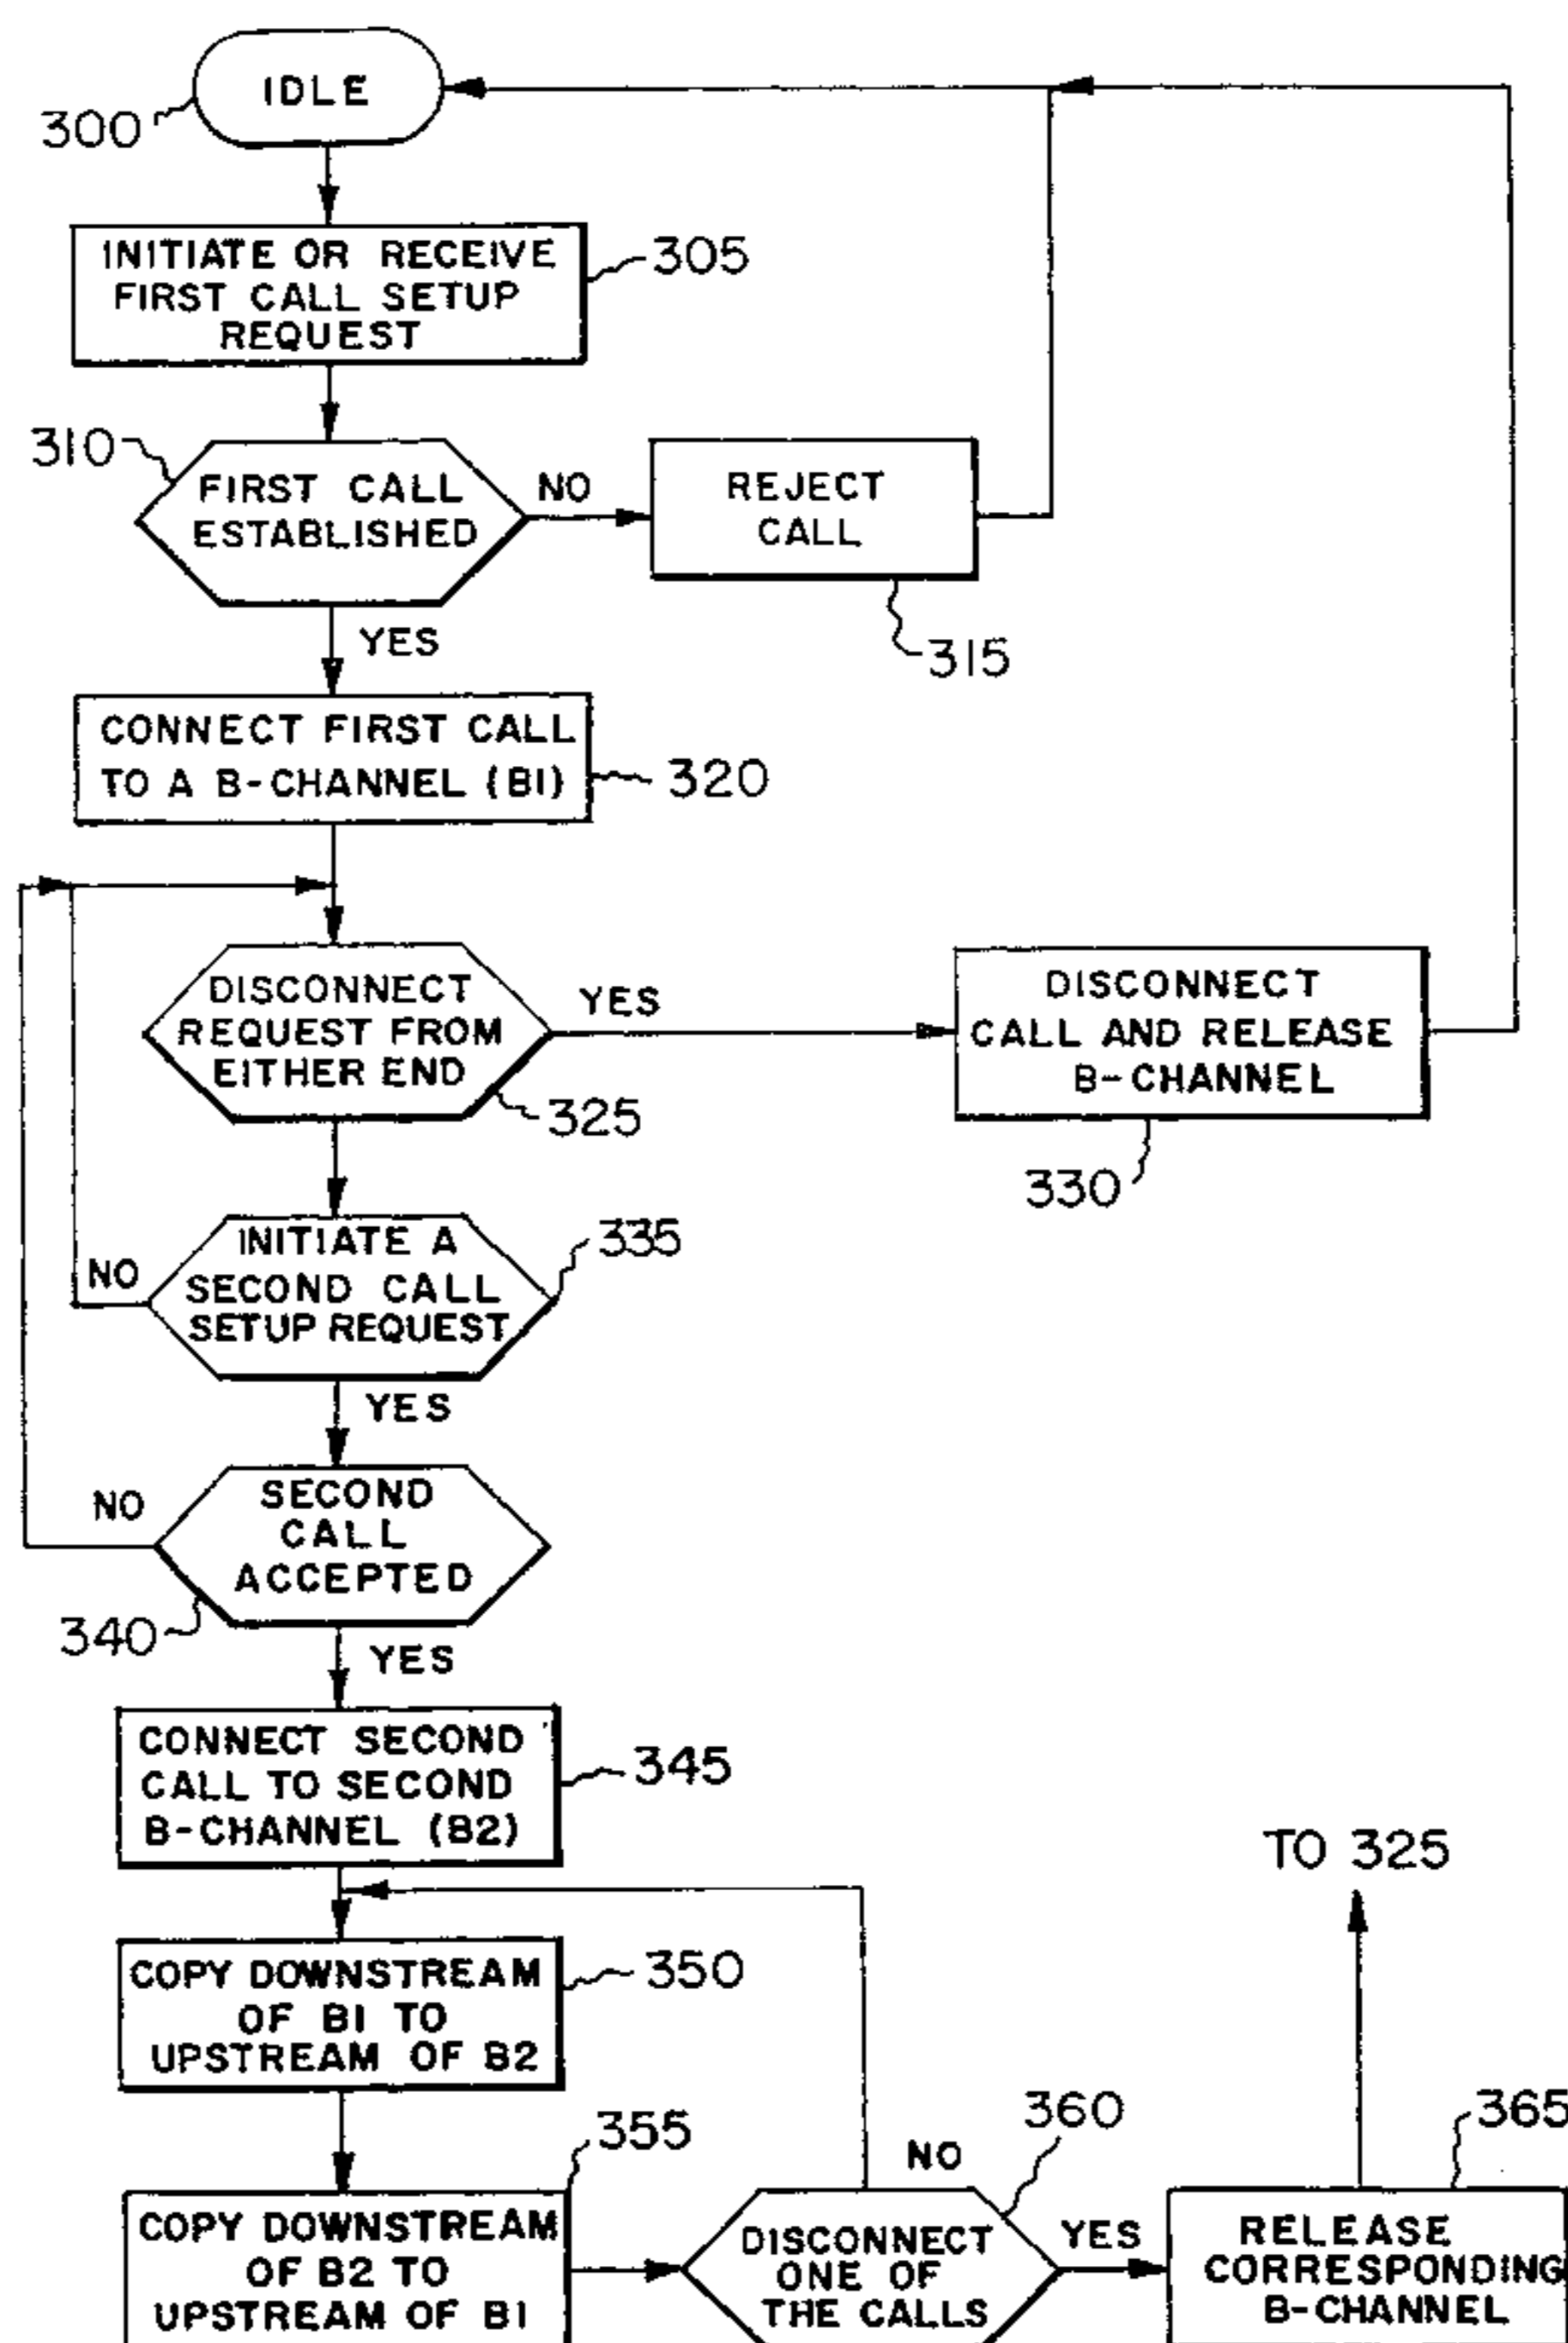 IDLE
300
INITIATE OR RECEIVE
FIRST CALL SETUP
REQUEST
305
310
FIRST CALL
ESTABLISHED
NO
REJECT
CALL
315
YES
CONNECT FIRST CALL
TO A B-CHANNEL (B1)
320
DISCONNECT
REQUEST FROM
EITHER END
325
YES
DISCONNECT
CALL AND RELEASE
B-CHANNEL
330
INITIATE A
SECOND CALL
SETUP REQUEST
335
NO
YES
SECOND
CALL
ACCEPTED
NO
340
YES
CONNECT SECOND
CALL TO SECOND
B-CHANNEL (B2)
345
TO 325
COPY DOWNSTREAM
OF B1 TO
UPSTREAM OF B2
350
355
COPY DOWNSTREAM
OF B2 TO
UPSTREAM OF B1
NO
360
DISCONNECT
ONE OF
THE CALLS
YES
365
RELEASE
CORRESPONDING
B-CHANNEL